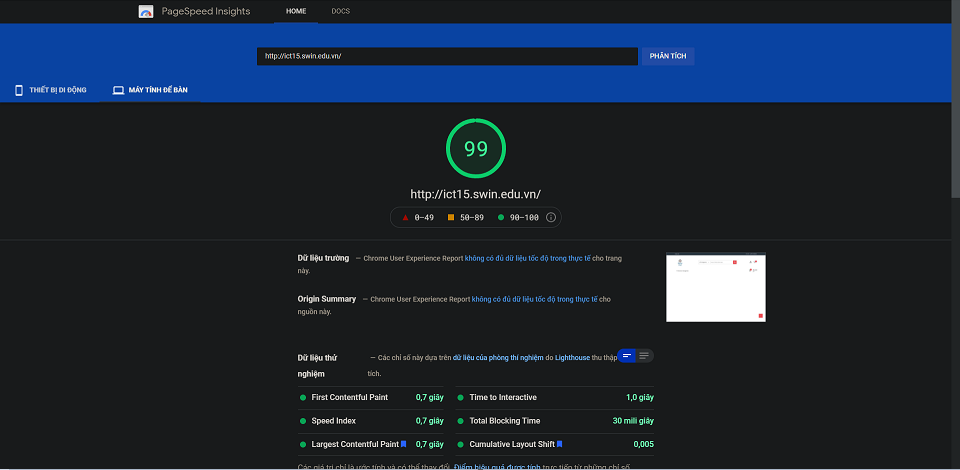 PageSpeed Insights HOME DOCS
http://ict15.swin.edu.vn/ PHÂN TÍCH
THIẾT BỊ DI ĐỘNG MÁY TÍNH ĐỂ BÀN
99
http://ict15.swin.edu.vn/
0–49 50–89 90–100
Dữ liệu trường — Chrome User Experience Report không có đủ dữ liệu tốc độ trong thực tế cho trang
này.
Origin Summary — Chrome User Experience Report không có đủ dữ liệu tốc độ trong thực tế cho
nguồn này.
Dữ liệu thử — Các chỉ số này dựa trên dữ liệu của phòng thí nghiệm do Lighthouse thu thập
nghiệm tích.
First Contentful Paint 0,7 giây Time to Interactive 1,0 giây
Speed Index 0,7 giây Total Blocking Time 30 mili giây
Largest Contentful Paint 0,7 giây Cumulative Layout Shift 0,005
Các giá trị chỉ là ước tính và có thể thay đổi. Điểm hiệu quả được tính trực tiếp từ những chỉ số